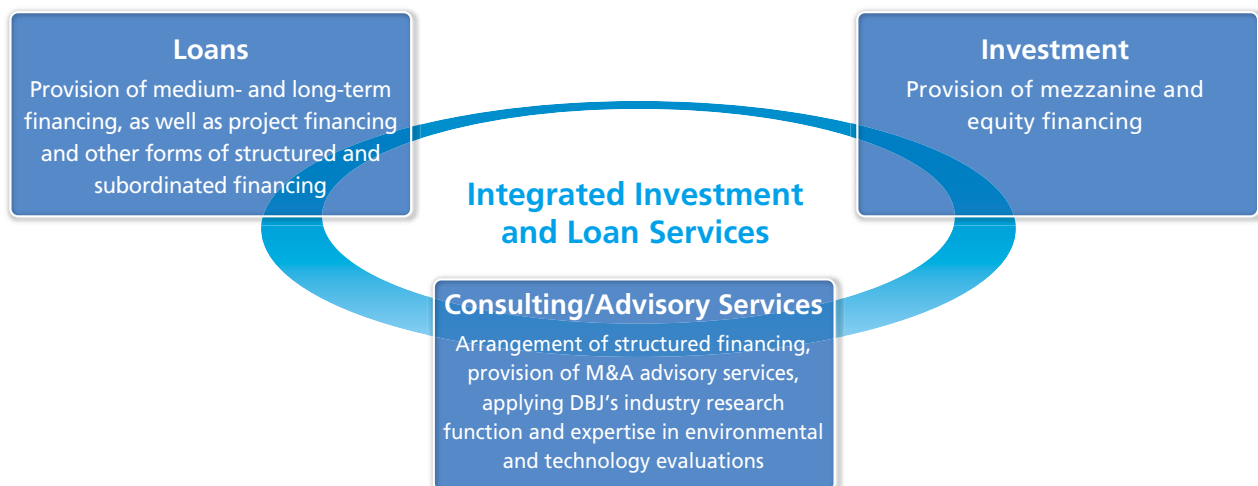 Loans
Provision of medium- and long-term
financing, as well as project financing
and other forms of structured and
subordinated financing
Investment
Provision of mezzanine and
equity financing
Integrated Investment
and Loan Services
Consulting/Advisory Services
Arrangement of structured financing,
provision of M&A advisory services,
applying DBJ’s industry research
function and expertise in environmental
and technology evaluations